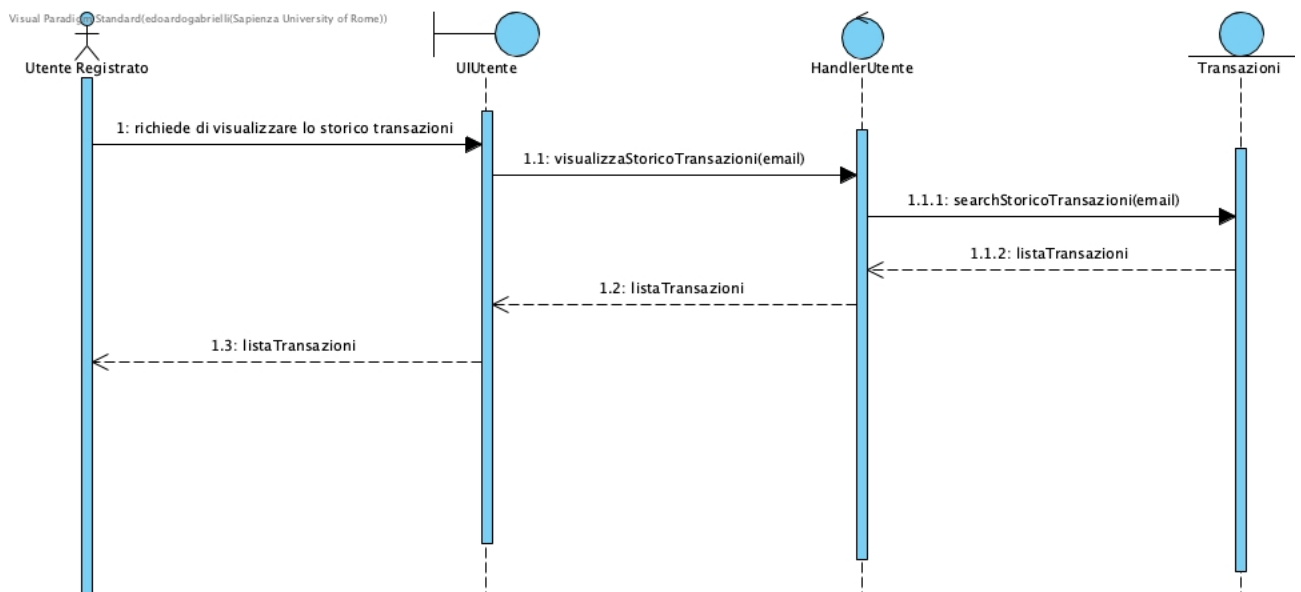 Visual Paradigm Standard(edoardogabrielli(Sapienza University of Rome))
Utente Registrato
UIUtente
HandlerUtente
Transazioni
1: richiede di visualizzare lo storico transazioni
1.1: visualizzaStoricoTransazioni(email)
1.1.1: searchStoricoTransazioni(email)
1.1.2: listaTransazioni
1.2: listaTransazioni
1.3: listaTransazioni